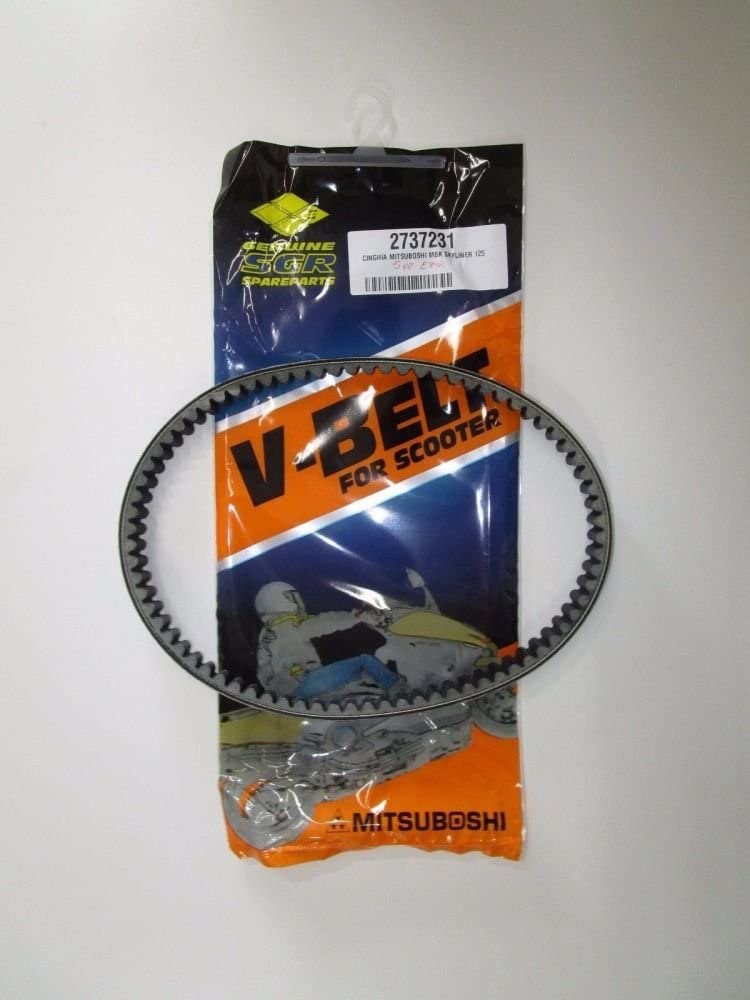 GENUINE
SGR
SPAREPARTS
2737231
CINGHIA MITSUBOSHI MBK SKYLINER 125
V-BELT
FOR SCOOTER
MITSUBOSHI